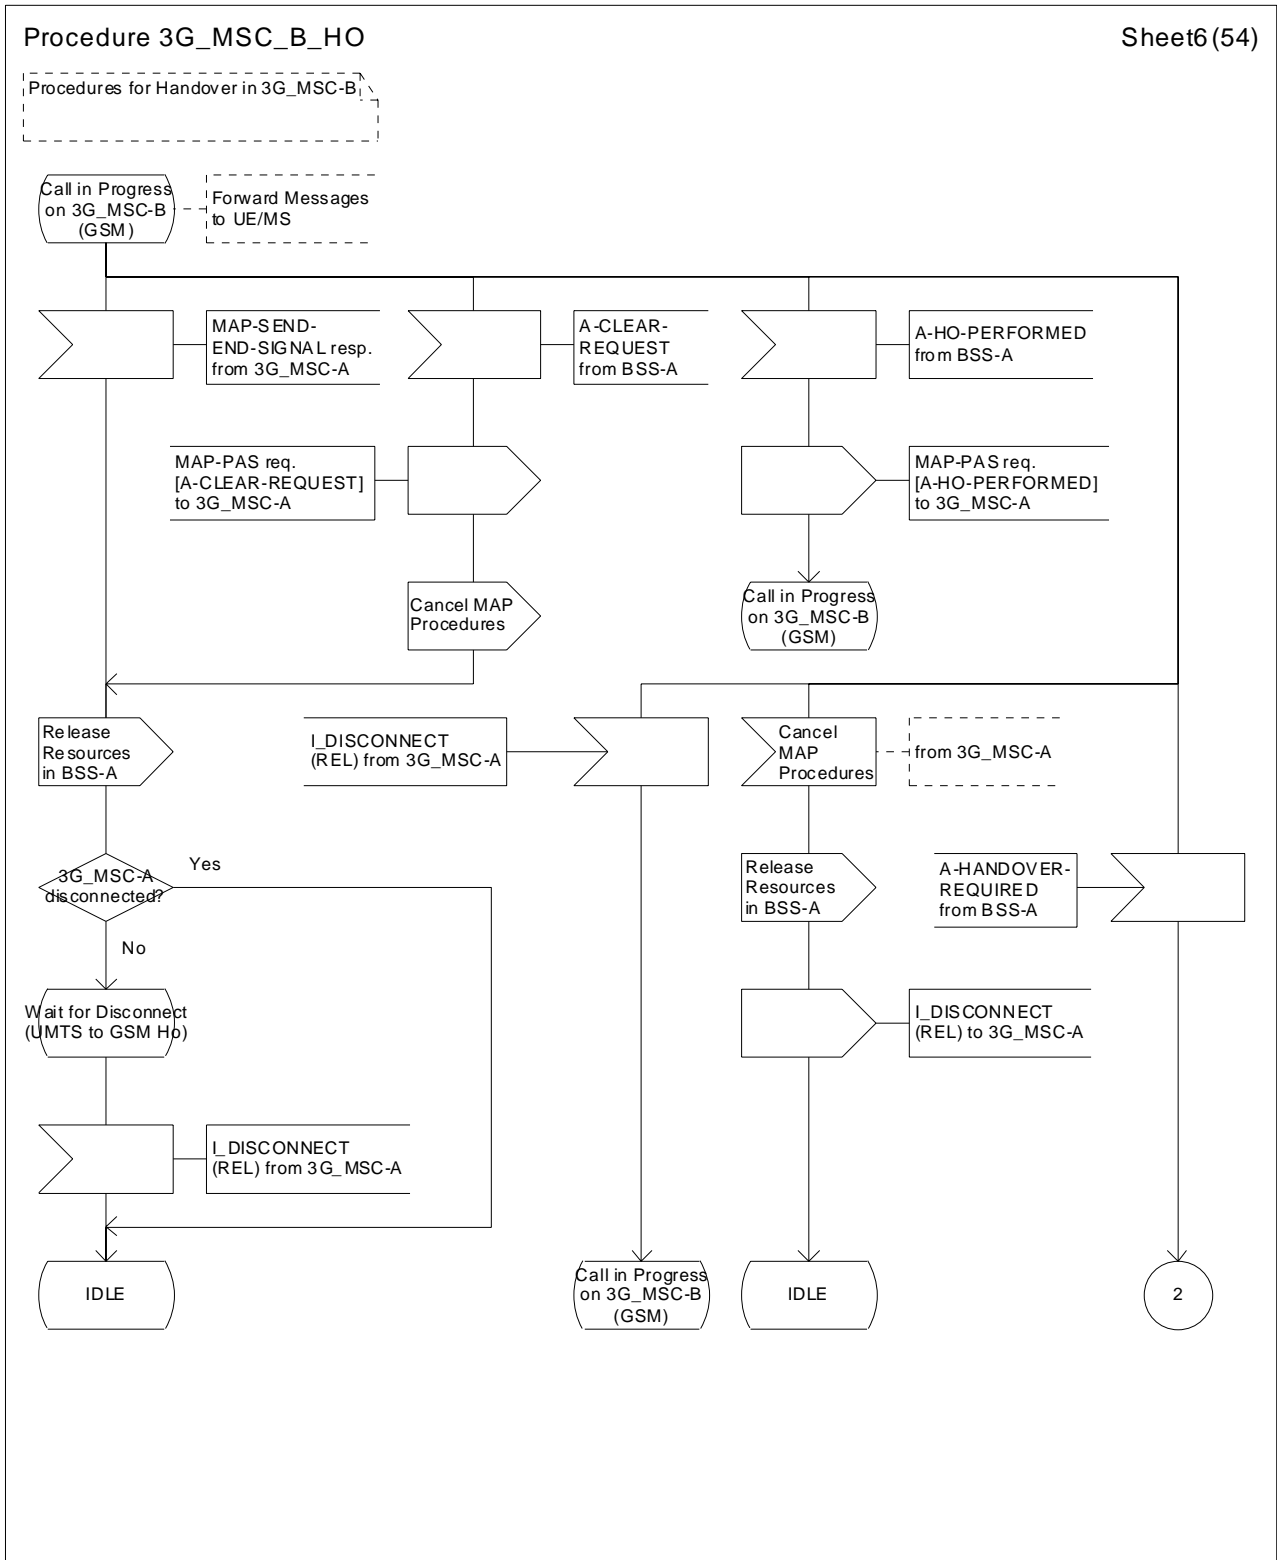 Procedure 3G_MSC_B_HO
Sheet6(54)
Procedures for Handover in 3G_MSC-B
Call in Progress
on 3G_MSC-B
(GSM)
Forward Messages
to UE/MS
MAP-SEND-
END-SIGNAL resp.
from 3G_MSC-A
A-CLEAR-
REQUEST
from BSS-A
A-HO-PERFORMED
from BSS-A
MAP-PAS req.
[A-CLEAR-REQUEST]
to 3G_MSC-A
MAP-PAS req.
[A-HO-PERFORMED]
to 3G_MSC-A
Cancel MAP
Procedures
Call in Progress
on 3G_MSC-B
(GSM)
Release
Resources
in BSS-A
I_DISCONNECT
(REL) from 3G_MSC-A
Cancel
MAP
Procedures
from 3G_MSC-A
3G_MSC-A
disconnected?
Yes
No
Release
Resources
in BSS-A
A-HANDOVER-
REQUIRED
from BSS-A
Wait for Disconnect
(UMTS to GSM Ho)
I_DISCONNECT
(REL) to 3G_MSC-A
I_DISCONNECT
(REL) from 3G_MSC-A
IDLE
Call in Progress
on 3G_MSC-B
(GSM)
IDLE
2